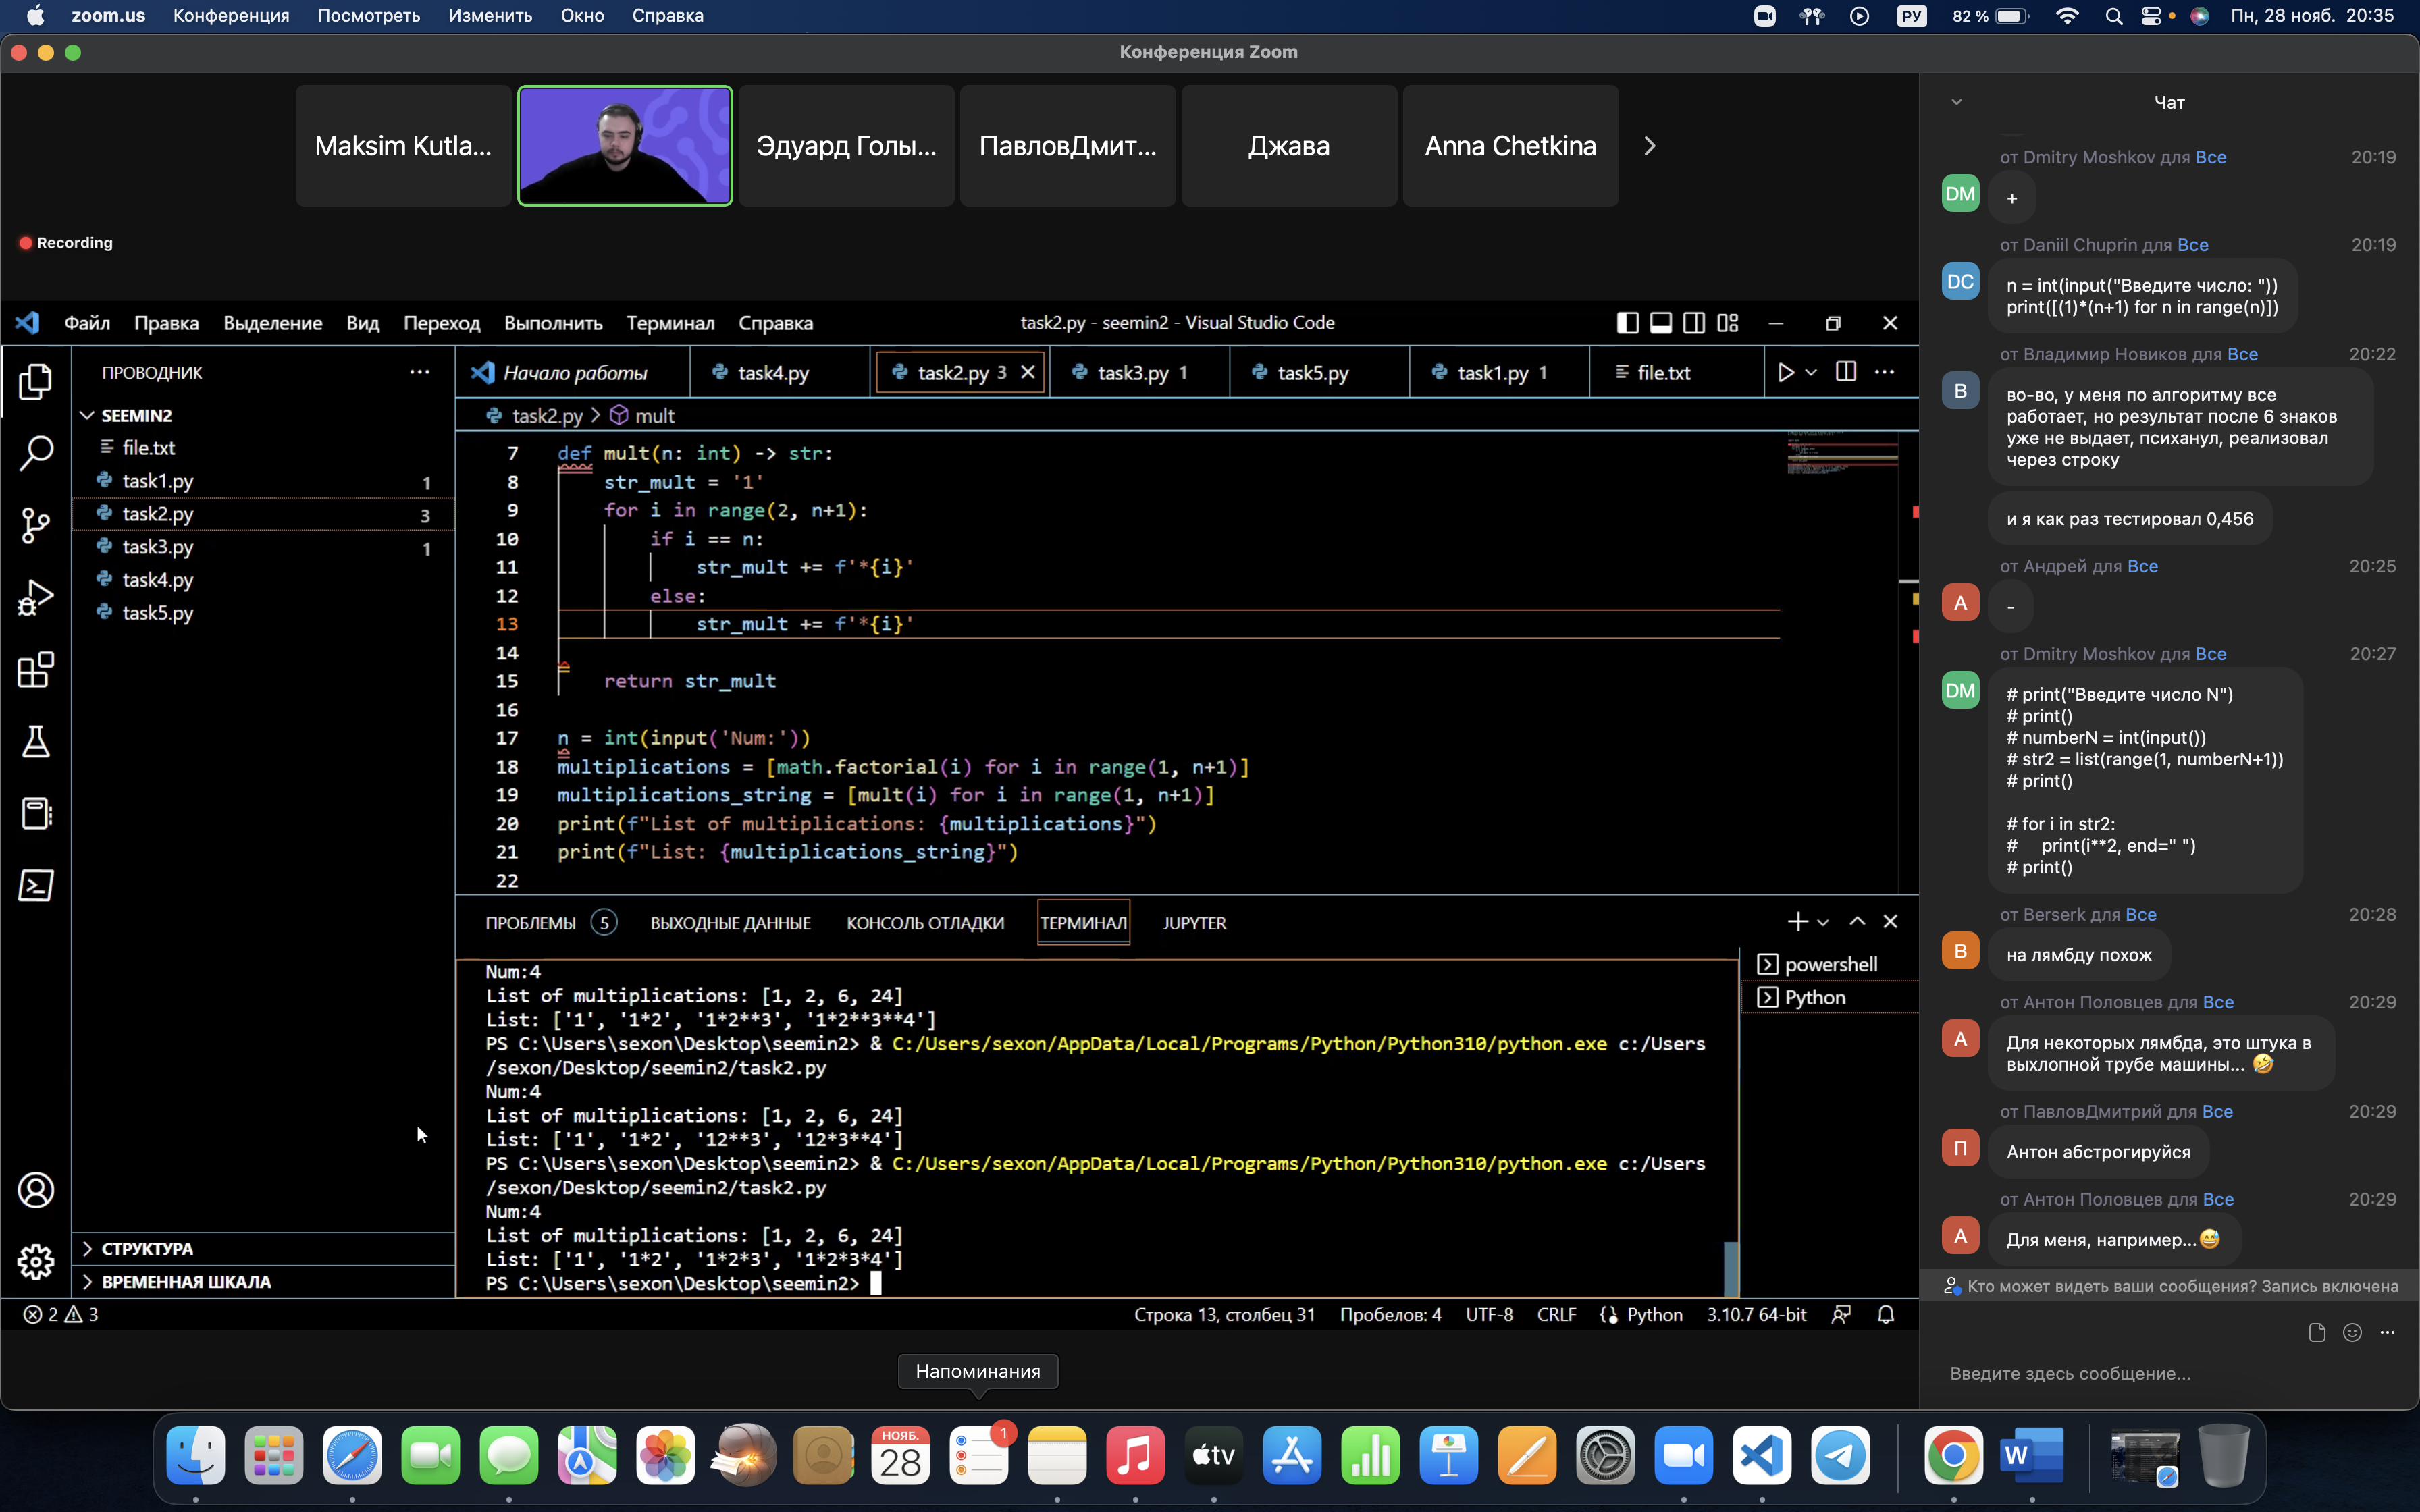 zoom.us Конференция Посмотреть Изменить Окно Справка РУ 82 % Пн, 28 нояб. 20:35
Конференция Zoom
Maksim Kutla... Эдуард Голы... ПавловДмит... Джава Anna Chetkina
Recording
Файл Правка Выделение Вид Переход Выполнить Терминал Справка task2.py - seemin2 - Visual Studio Code
ПРОВОДНИК
SEEMIN2
file.txt
task1.py 1
task2.py 3
task3.py 1
task4.py
task5.py
СТРУКТУРА
ВРЕМЕННАЯ ШКАЛА
Начало работы task4.py task2.py 3 task3.py 1 task5.py task1.py 1 file.txt
task2.py > mult
7 def mult(n: int) -> str:
8 str_mult = '1'
9 for i in range(2, n+1):
10 if i == n:
11 str_mult += f'*{i}'
12 else:
13 str_mult += f'*{i}'
14
15 return str_mult
16
17 n = int(input('Num:'))
18 multiplications = [math.factorial(i) for i in range(1, n+1)]
19 multiplications_string = [mult(i) for i in range(1, n+1)]
20 print(f"List of multiplications: {multiplications}")
21 print(f"List: {multiplications_string}")
22
ПРОБЛЕМЫ 5 ВЫХОДНЫЕ ДАННЫЕ КОНСОЛЬ ОТЛАДКИ ТЕРМИНАЛ JUPYTER
powershell
Python
Num:4
List of multiplications: [1, 2, 6, 24]
List: ['1', '1*2', '1*2**3', '1*2**3**4']
PS C:\Users\sexon\Desktop\seemin2> & C:/Users/sexon/AppData/Local/Programs/Python/Python310/python.exe c:/Users
/sexon/Desktop/seemin2/task2.py
Num:4
List of multiplications: [1, 2, 6, 24]
List: ['1', '1*2', '12**3', '12*3**4']
PS C:\Users\sexon\Desktop\seemin2> & C:/Users/sexon/AppData/Local/Programs/Python/Python310/python.exe c:/Users
/sexon/Desktop/seemin2/task2.py
Num:4
List of multiplications: [1, 2, 6, 24]
List: ['1', '1*2', '1*2*3', '1*2*3*4']
PS C:\Users\sexon\Desktop\seemin2>
2 3 Строка 13, столбец 31 Пробелов: 4 UTF-8 CRLF Python 3.10.7 64-bit
Чат
от Dmitry Moshkov для Все 20:19
DM +
от Daniil Chuprin для Все 20:19
DC n = int(input("Введите число: "))
print([(1)*(n+1) for n in range(n)])
от Владимир Новиков для Все 20:22
В во-во, у меня по алгоритму все
работает, но результат после 6 знаков
уже не выдает, психанул, реализовал
через строку
и я как раз тестировал 0,456
от Андрей для Все 20:25
А -
от Dmitry Moshkov для Все 20:27
DM # print("Введите число N")
# print()
# numberN = int(input())
# str2 = list(range(1, numberN+1))
# print()
# for i in str2:
# print(i**2, end=" ")
# print()
от Berserk для Все 20:28
B на лямбду похож
от Антон Половцев для Все 20:29
А Для некоторых лямбда, это штука в
выхлопной трубе машины... 🤣
от ПавловДмитрий для Все 20:29
П Антон абстрогируйся
от Антон Половцев для Все 20:29
А Для меня, например...😅
Кто может видеть ваши сообщения? Запись включена
Введите здесь сообщение...
Напоминания
НОЯБ.
28
1
tv
W